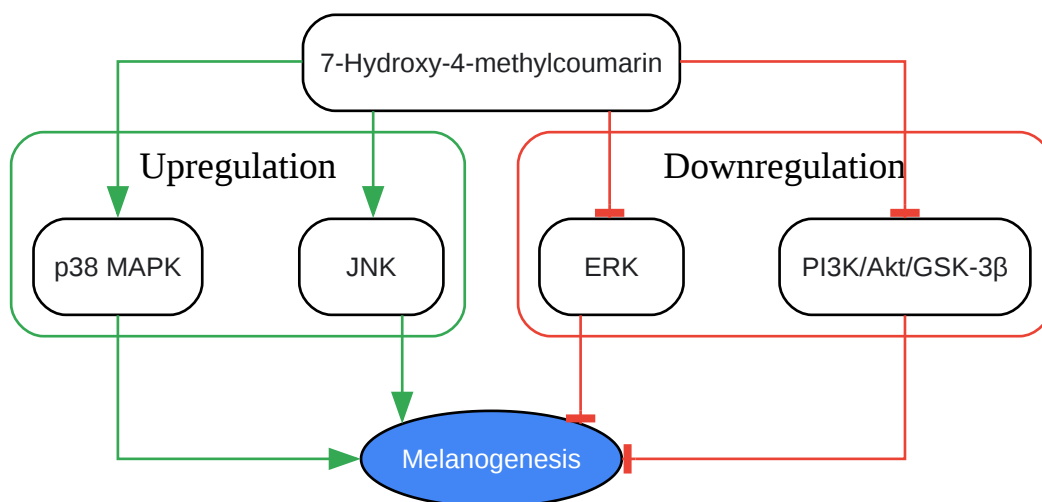 7-Hydroxy-4-methylcoumarin
Upregulation
Downregulation
p38 MAPK
JNK
ERK
PI3K/Akt/GSK-3β
Melanogenesis